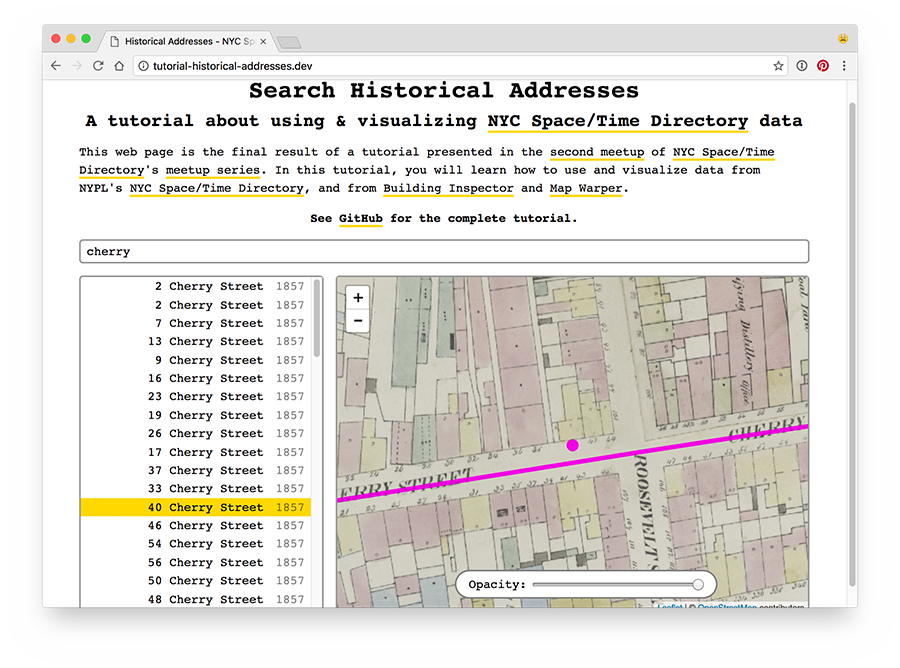 Historical Addresses - NYC Sp
tutorial-historical-addresses.dev
Search Historical Addresses
A tutorial about using & visualizing NYC Space/Time Directory data
This web page is the final result of a tutorial presented in the second meetup of NYC Space/Time
Directory's meetup series. In this tutorial, you will learn how to use and visualize data from
NYPL's NYC Space/Time Directory, and from Building Inspector and Map Warper.
See GitHub for the complete tutorial.
cherry
2 Cherry Street 1857
2 Cherry Street 1857
7 Cherry Street 1857
13 Cherry Street 1857
9 Cherry Street 1857
16 Cherry Street 1857
23 Cherry Street 1857
19 Cherry Street 1857
26 Cherry Street 1857
17 Cherry Street 1857
37 Cherry Street 1857
33 Cherry Street 1857
40 Cherry Street 1857
46 Cherry Street 1857
54 Cherry Street 1857
56 Cherry Street 1857
50 Cherry Street 1857
48 Cherry Street 1857
+
−
Distillery
CHERRY
ERRY STREET
ROOSEVELT S
Opacity:
Leaflet | © OpenStreetMap contributors